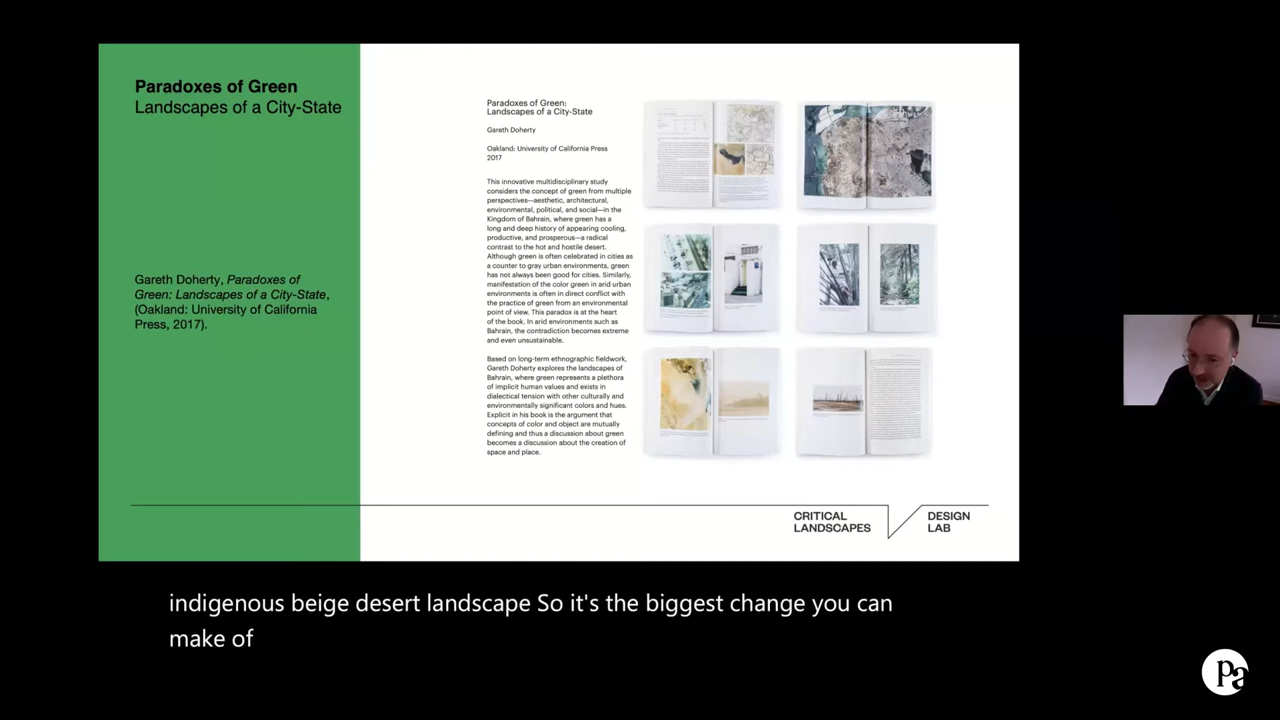 Paradoxes of Green
Landscapes of a City-State
Gareth Doherty, Paradoxes of
Green: Landscapes of a City-State,
(Oakland: University of California
Press, 2017).
Paradoxes of Green:
Landscapes of a City-State
Gareth Doherty
Oakland: University of California Press
2017
This innovative multidisciplinary study
considers the concept of green from multiple
perspectives—aesthetic, architectural,
environmental, political, and social—in the
Kingdom of Bahrain, where green has a
long and deep history of appearing cooling,
productive, and prosperous—a radical
contrast to the hot and hostile desert.
Although green is often celebrated in cities as
a counter to gray urban environments, green
has not always been good for cities. Similarly,
manifestation of the color green in arid urban
environments is often in direct conflict with
the practice of green from an environmental
point of view. This paradox is at the heart
of the book. In arid environments such as
Bahrain, the contradiction becomes extreme
and even unsustainable.
Based on long-term ethnographic fieldwork,
Gareth Doherty explores the landscapes of
Bahrain, where green represents a plethora
of implicit human values and exists in
dialectical tension with other culturally and
environmentally significant colors and hues.
Explicit in his book is the argument that
concepts of color and object are mutually
defining and thus a discussion about green
becomes a discussion about the creation of
space and place.
CRITICAL
LANDSCAPES
DESIGN
LAB
indigenous beige desert landscape So it's the biggest change you can
make of
Pa